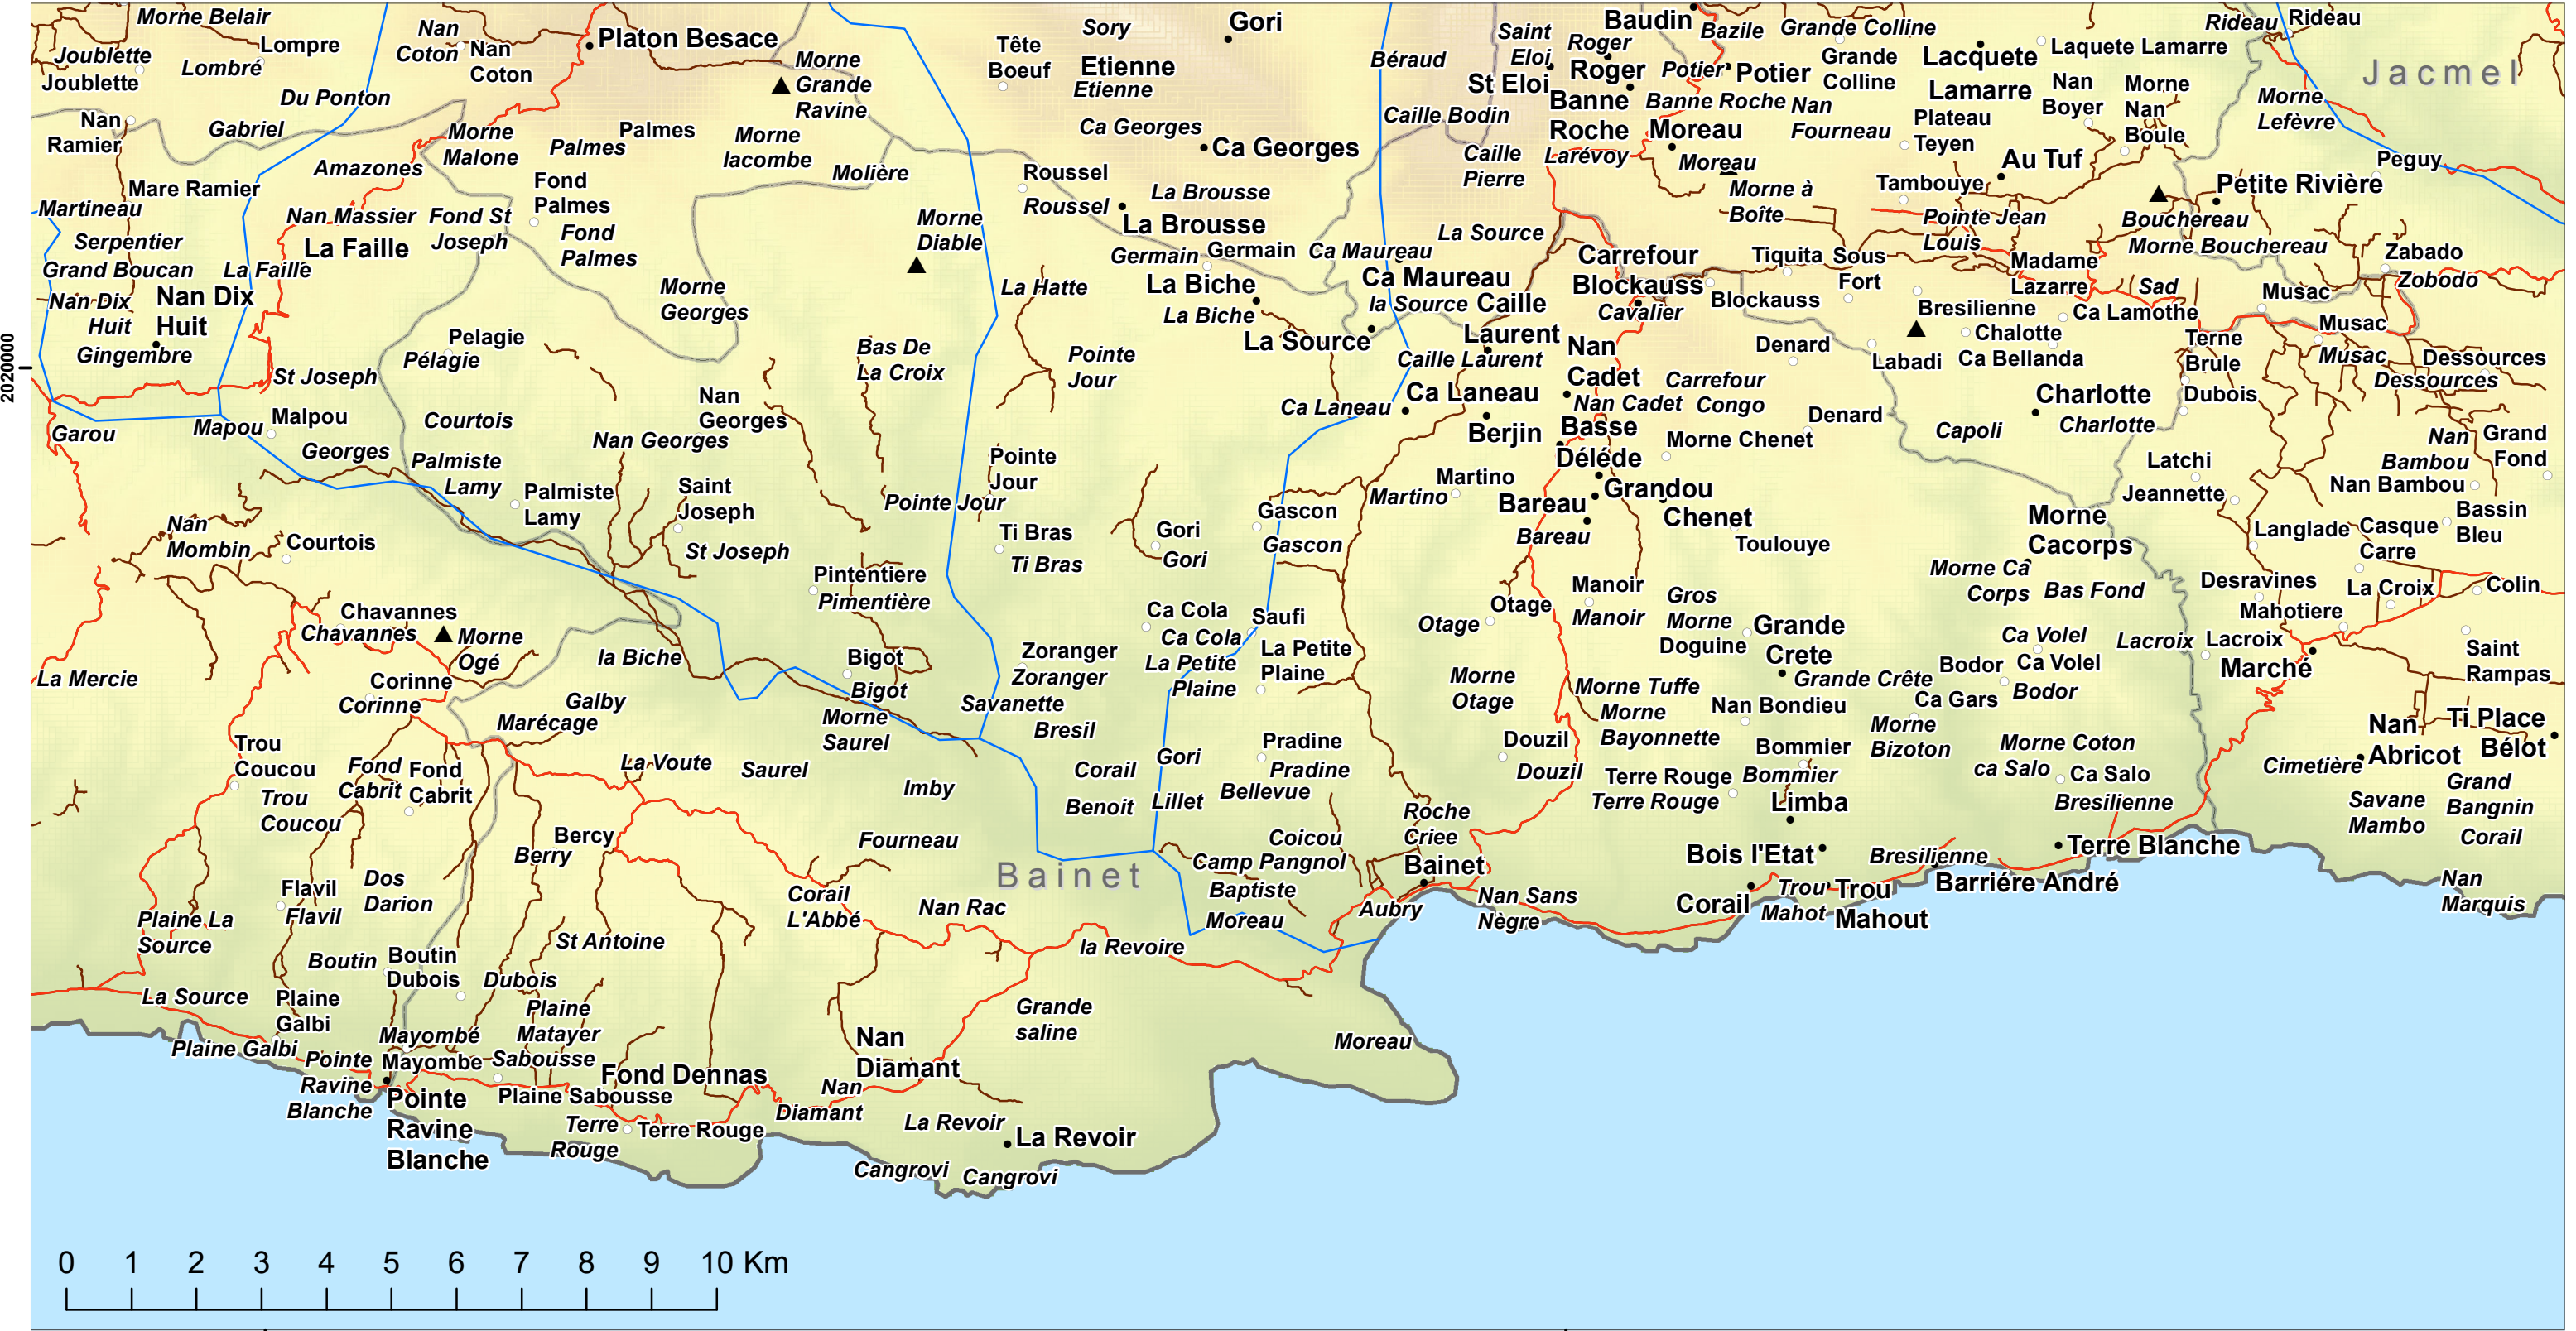 Morne Belair
Joublette
Joublette
Lompre
Lombré
Nan
Coton
Nan
Coton
Platon Besace
Du Ponton
Morne
Grande
Ravine
Nan
Ramier
Gabriel
Morne
Malone
Palmes
Palmes
Morne
lacombe
Molière
Amazones
Mare Ramier
Martineau
Fond
Palmes
Fond
Palmes
Nan Massier
Fond St
Joseph
La Faille
La Faille
Serpentier
Grand Boucan
Nan Dix
Huit
Nan Dix
Huit
Gingembre
Morne
Diable
Morne
Georges
Pelagie
Pélagie
St Joseph
Bas De
La Croix
2020000
Garou
Mapou
Malpou
Georges
Courtois
Nan
Georges
Nan Georges
Palmiste
Lamy
Palmiste
Lamy
Saint
Joseph
St Joseph
Nan
Mombin
Courtois
Sory
Gori
Tête
Boeuf
Etienne
Etienne
Ca Georges
Ca Georges
Roussel
Roussel
La Brousse
La Brousse
Germain
Germain
La Hatte
La Biche
La Biche
La Source
Pointe
Jour
Pointe
Jour
Pointe Jour
Ti Bras
Ti Bras
Gori
Gori
Béraud
Caille Bodin
Caille
Pierre
La Source
Ca Maureau
Ca Maureau
la Source
Caille
Laurent
Caille Laurent
Ca Laneau
Ca Laneau
Berjin
Martino
Martino
Gascon
Gascon
Saint
Eloi
St Eloi
Baudin
Roger
Roger
Bazile
Potier
Potier
Banne
Roche
Banne Roche
Larévoy
Moreau
Moreau
Grande Colline
Grande
Colline
Nan
Fourneau
Morne à
Boîte
Lacquete
Laquete Lamarre
Lamarre
Plateau
Teyen
Nan
Boyer
Morne
Nan
Boule
Au Tuf
Tambouye
Pointe Jean
Louis
Rideau
Rideau
Jacmel
Morne
Lefèvre
Peguy
Petite Rivière
Bouchereau
Morne Bouchereau
Zabado
Zobodo
Carrefour
Blockauss
Cavalier
Blockauss
Tiquita
Sous
Fort
Madame
Lazarre
Sad
Bresilienne
Ca Lamothe
Chalotte
Ca Bellanda
Labadi
Denard
Denard
Musac
Musac
Musac
Terne
Brule
Dubois
Dessources
Dessources
Nan
Cadet
Nan Cadet
Carrefour
Congo
Basse
Déléde
Morne Chenet
Charlotte
Charlotte
Capoli
Grandou
Chenet
Bareau
Bareau
Toulouye
Latchi
Jeannette
Nan
Bambou
Nan Bambou
Grand
Fond
Bassin
Bleu
Langlade
Casque
Carre
Morne
Cacorps
Morne Ca
Corps
Bas Fond
Desravines
Mahotiere
La Croix
Colin
Chavannes
Chavannes
Morne
Ogé
Pintentiere
Pimentière
la Biche
Bigot
Bigot
La Mercie
Corinne
Corinne
Galby
Marécage
Morne
Saurel
Savanette
Zoranger
Zoranger
Bresil
Ca Cola
Ca Cola
Saufi
La Petite
Plaine
La Petite
Plaine
Otage
Otage
Manoir
Manoir
Gros
Morne
Doguine
Grande
Crete
Grande Crête
Morne
Otage
Morne Tuffe
Morne
Bayonnette
Nan Bondieu
Ca Volel
Ca Volel
Bodor
Bodor
Ca Gars
Morne
Bizoton
Lacroix
Lacroix
Marché
Saint
Rampas
Nan
Abricot
Ti Place
Bélot
Cimetière
Trou
Coucou
Trou
Coucou
Fond
Cabrit
Fond
Cabrit
La Voute
Saurel
Imby
Corail
Benoit
Gori
Lillet
Pradine
Pradine
Bellevue
Douzil
Douzil
Bommier
Bommier
Terre Rouge
Terre Rouge
Limba
Morne Coton
ca Salo
Ca Salo
Bresilienne
Savane
Mambo
Grand
Bangnin
Corail
Bercy
Berry
Fourneau
Bainet
Coicou
Camp Pangnol
Baptiste
Moreau
Roche
Criee
Bainet
Aubry
Nan Sans
Nègre
Bois l'Etat
Corail
Trou
Mahot
Trou
Mahout
Bresilienne
Barriére André
Terre Blanche
Nan
Marquis
Flavil
Flavil
Dos
Darion
Corail
L'Abbé
Nan Rac
la Revoire
Plaine La
Source
Boutin
Boutin
Dubois
Dubois
St Antoine
La Source
Plaine
Galbi
Plaine Galbi
Plaine
Matayer
Mayombé
Mayombe
Sabousse
Plaine Sabousse
Pointe
Ravine
Blanche
Pointe
Ravine
Blanche
Fond Dennas
Terre
Rouge
Terre Rouge
Nan
Diamant
Nan
Diamant
Grande
saline
Moreau
La Revoir
La Revoir
Cangrovi
Cangrovi
0 1 2 3 4 5 6 7 8 9 10 Km